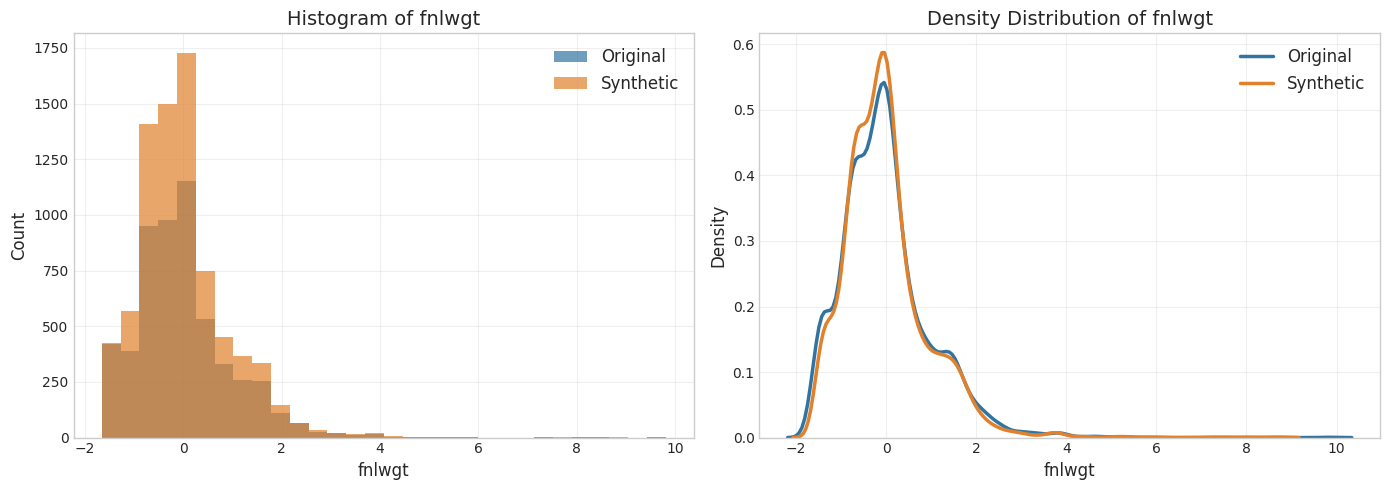 Histogram of fnlwgt
Original
Synthetic
Count
1750
1500
1250
1000
750
500
250
0
−2
0
2
4
6
8
10
fnlwgt
Density Distribution of fnlwgt
Original
Synthetic
Density
0.6
0.5
0.4
0.3
0.2
0.1
0.0
−2
0
2
4
6
8
10
fnlwgt